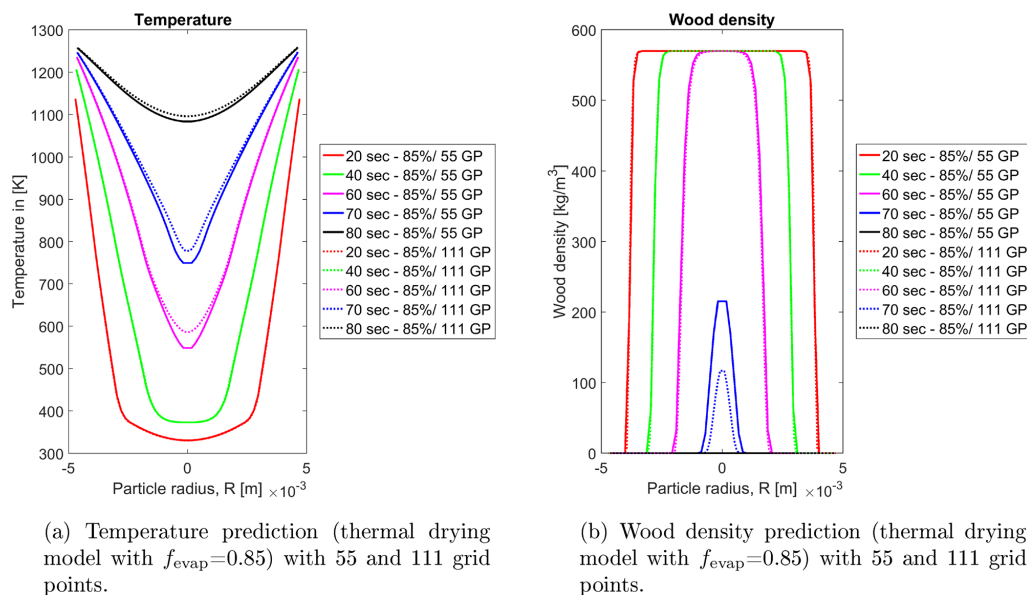 Temperature
1300
1200
1100
1000
900
800
700
600
500
400
300
Temperature in [K]
-5
0
5
Particle radius, R [m]
×10-3
20 sec - 85%/ 55 GP
40 sec - 85%/ 55 GP
60 sec - 85%/ 55 GP
70 sec - 85%/ 55 GP
80 sec - 85%/ 55 GP
20 sec - 85%/ 111 GP
40 sec - 85%/ 111 GP
60 sec - 85%/ 111 GP
70 sec - 85%/ 111 GP
80 sec - 85%/ 111 GP
(a) Temperature prediction (thermal drying
model with fevap=0.85) with 55 and 111 grid
points.
Wood density
600
500
400
300
200
100
0
Wood density [kg/m3]
-5
0
5
Particle radius, R [m]
×10-3
20 sec - 85%/ 55 GP
40 sec - 85%/ 55 GP
60 sec - 85%/ 55 GP
70 sec - 85%/ 55 GP
80 sec - 85%/ 55 GP
20 sec - 85%/ 111 GP
40 sec - 85%/ 111 GP
60 sec - 85%/ 111 GP
70 sec - 85%/ 111 GP
80 sec - 85%/ 111 GP
(b) Wood density prediction (thermal drying
model with fevap=0.85) with 55 and 111 grid
points.